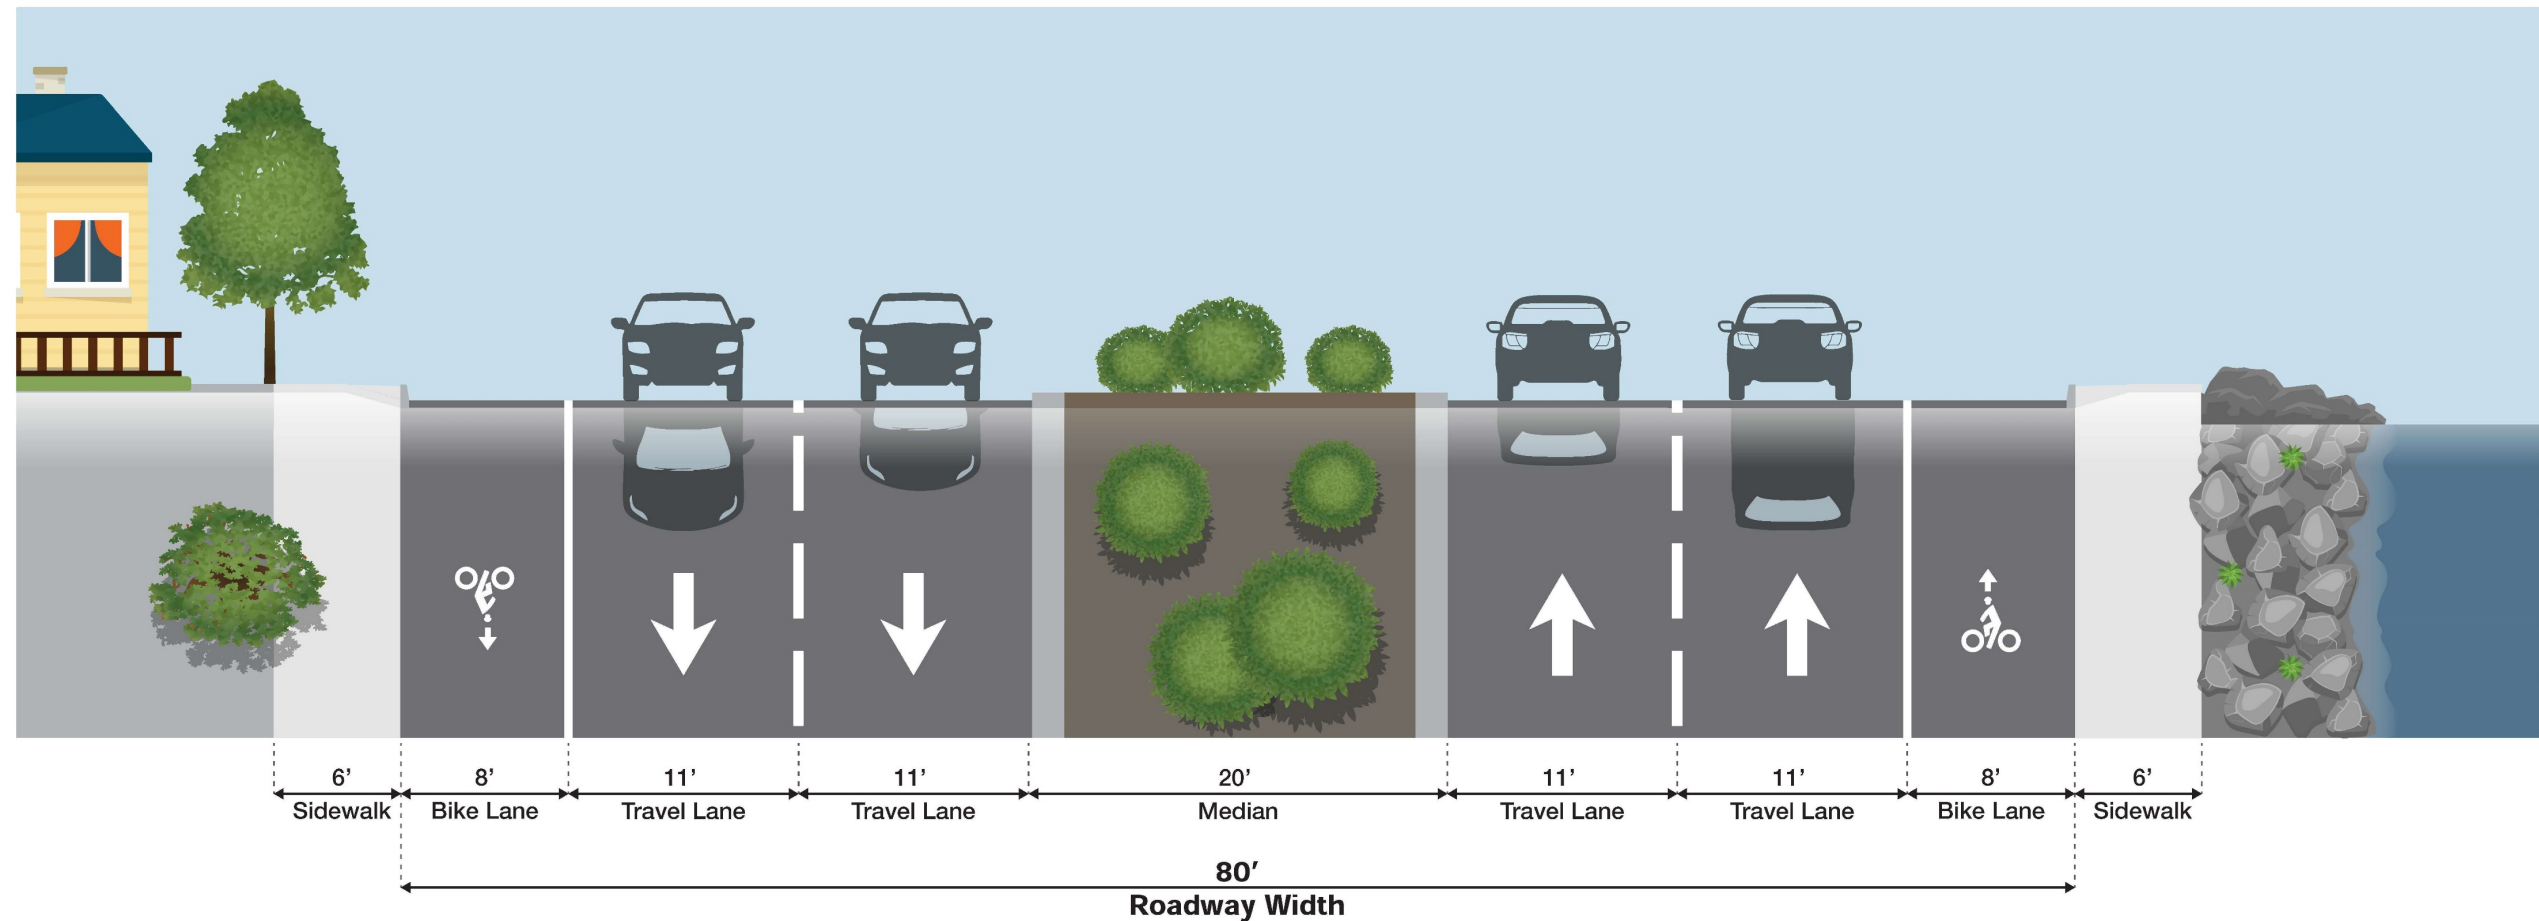 6’ 8’ 11’ 11’ 20’ 11’ 11’ 8’ 6’
Sidewalk Bike Lane Travel Lane Travel Lane Median Travel Lane Travel Lane Bike Lane Sidewalk
80’
Roadway Width